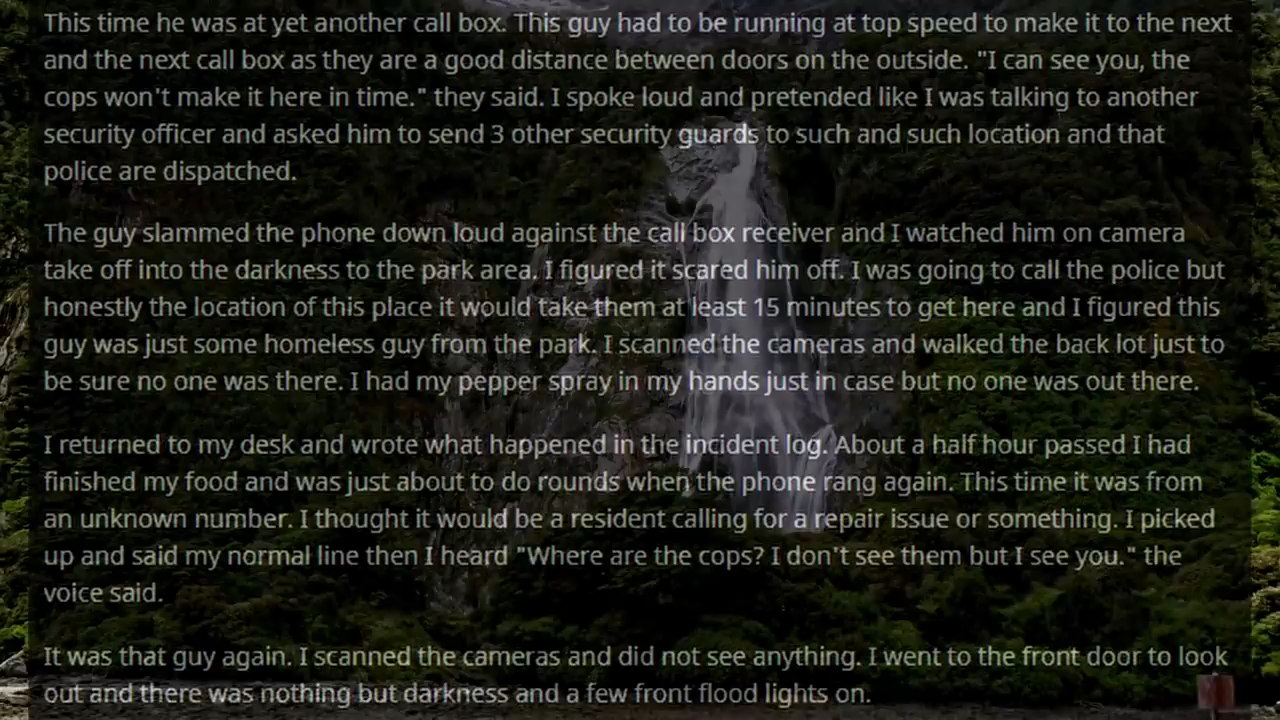 This time he was at yet another call box. This guy had to be running at top speed to make it to the next
and the next call box as they are a good distance between doors on the outside. "I can see you, the
cops won't make it here in time." they said. I spoke loud and pretended like I was talking to another
security officer and asked him to send 3 other security guards to such and such location and that
police are dispatched.
The guy slammed the phone down loud against the call box receiver and I watched him on camera
take off into the darkness to the park area. I figured it scared him off. I was going to call the police but
honestly the location of this place it would take them at least 15 minutes to get here and I figured this
guy was just some homeless guy from the park. I scanned the cameras and walked the back lot just to
be sure no one was there. I had my pepper spray in my hands just in case but no one was out there.
I returned to my desk and wrote what happened in the incident log. About a half hour passed I had
finished my food and was just about to do rounds when the phone rang again. This time it was from
an unknown number. I thought it would be a resident calling for a repair issue or something. I picked
up and said my normal line then I heard "Where are the cops? I don't see them but I see you." the
voice said.
It was that guy again. I scanned the cameras and did not see anything. I went to the front door to look
out and there was nothing but darkness and a few front flood lights on.